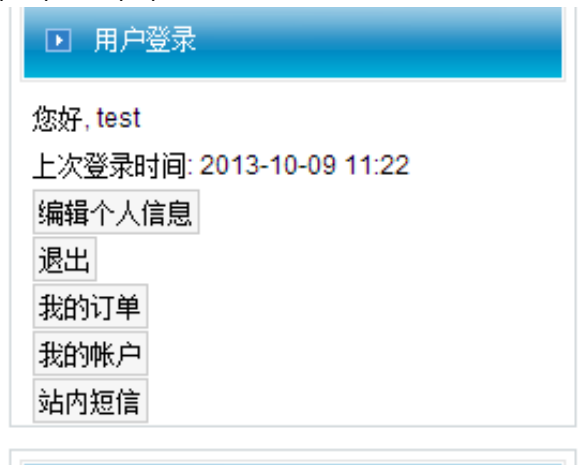 用户登录
您好, test
上次登录时间: 2013-10-09 11:22
编辑个人信息
退出
我的订单
我的帐户
站内短信